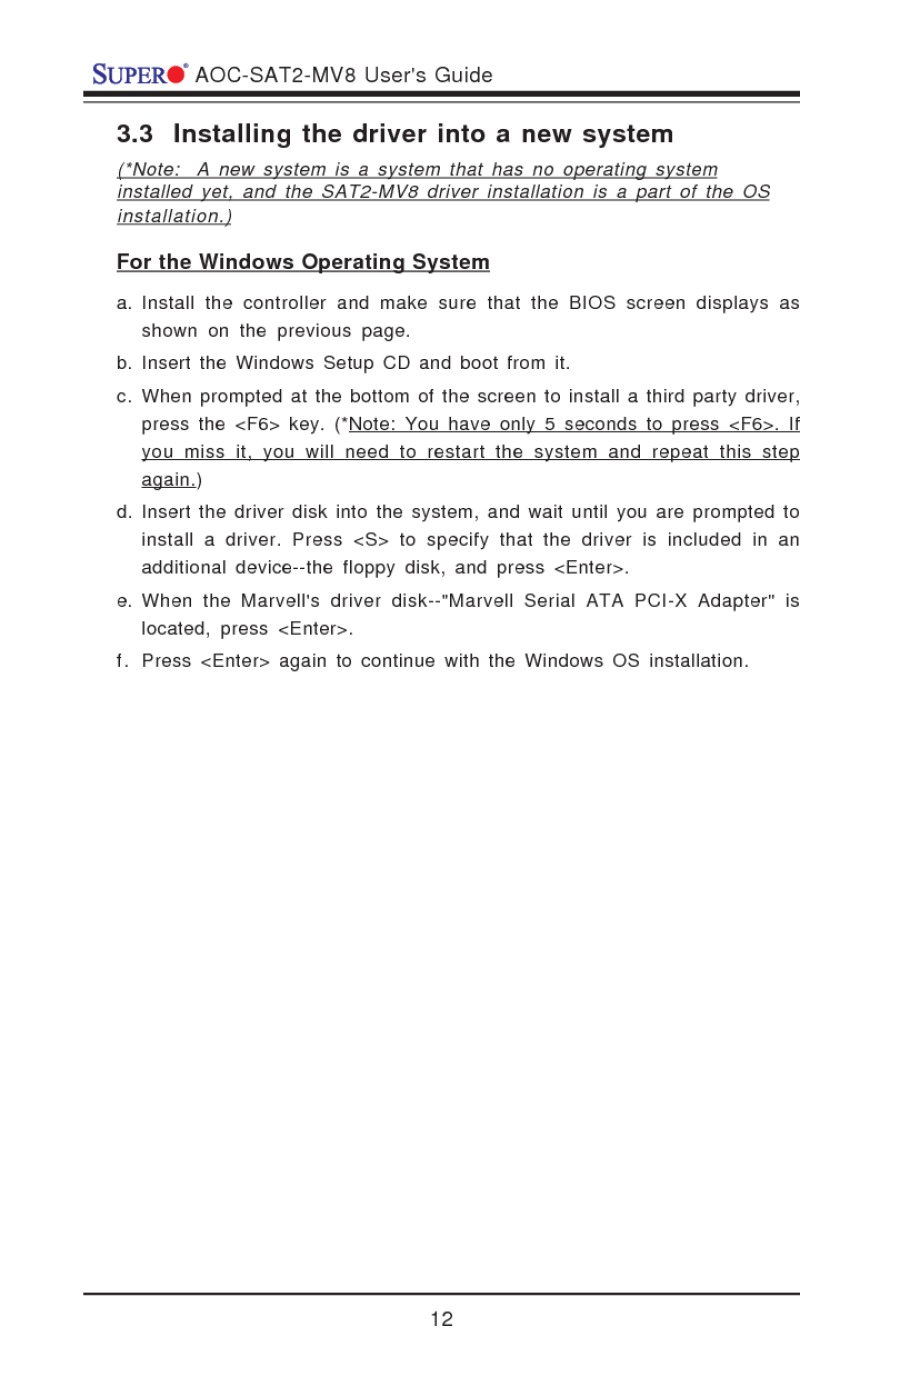 SUPER® AOC-SAT2-MV8 User's Guide
3.3 Installing the driver into a new system
(*Note: A new system is a system that has no operating system
installed yet, and the SAT2-MV8 driver installation is a part of the OS
installation.)
For the Windows Operating System
a. Install the controller and make sure that the BIOS screen displays as
shown on the previous page.
b. Insert the Windows Setup CD and boot from it.
c. When prompted at the bottom of the screen to install a third party driver,
press the <F6> key. (*Note: You have only 5 seconds to press <F6>. If
you miss it, you will need to restart the system and repeat this step
again.)
d. Insert the driver disk into the system, and wait until you are prompted to
install a driver. Press <S> to specify that the driver is included in an
additional device--the floppy disk, and press <Enter>.
e. When the Marvell's driver disk--"Marvell Serial ATA PCI-X Adapter" is
located, press <Enter>.
f. Press <Enter> again to continue with the Windows OS installation.
12